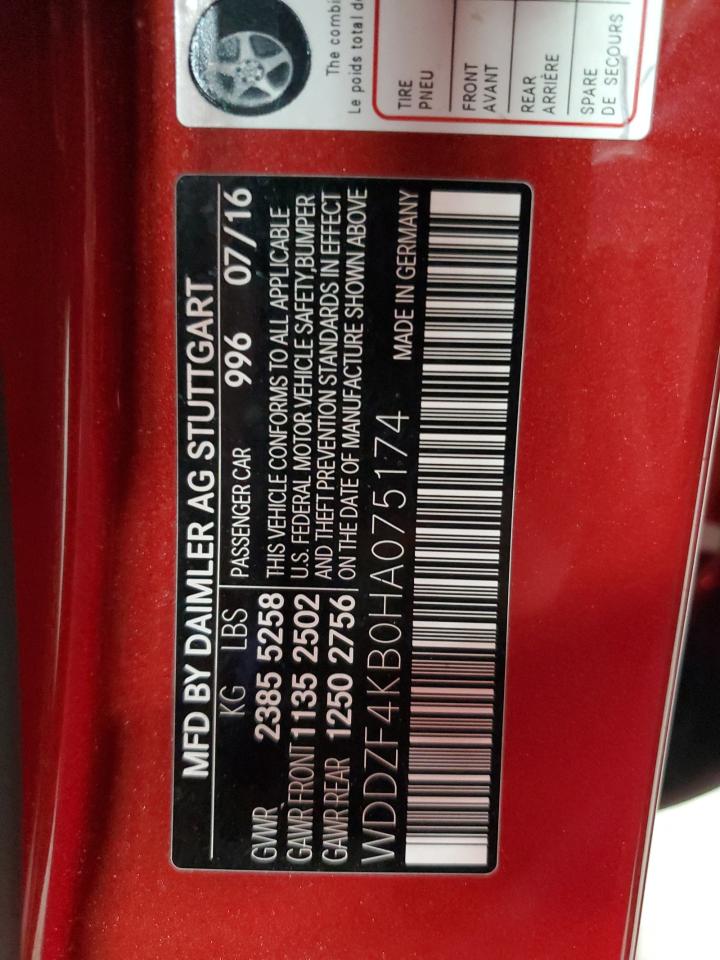 The combi
Le poids total d
TIRE
PNEU
FRONT
AVANT
REAR
ARRIÈRE
SPARE
DE SECOURS
MFD BY DAIMLER AG STUTTGART
KG LBS PASSENGER CAR 996 07/16
GVWR 2385 5258 THIS VEHICLE CONFORMS TO ALL APPLICABLE
GAWR FRONT 1135 2502 U.S. FEDERAL MOTOR VEHICLE SAFETY,BUMPER
GAWR REAR 1250 2756 AND THEFT PREVENTION STANDARDS IN EFFECT
ON THE DATE OF MANUFACTURE SHOWN ABOVE
WDDZF4KB0HA075174 MADE IN GERMANY